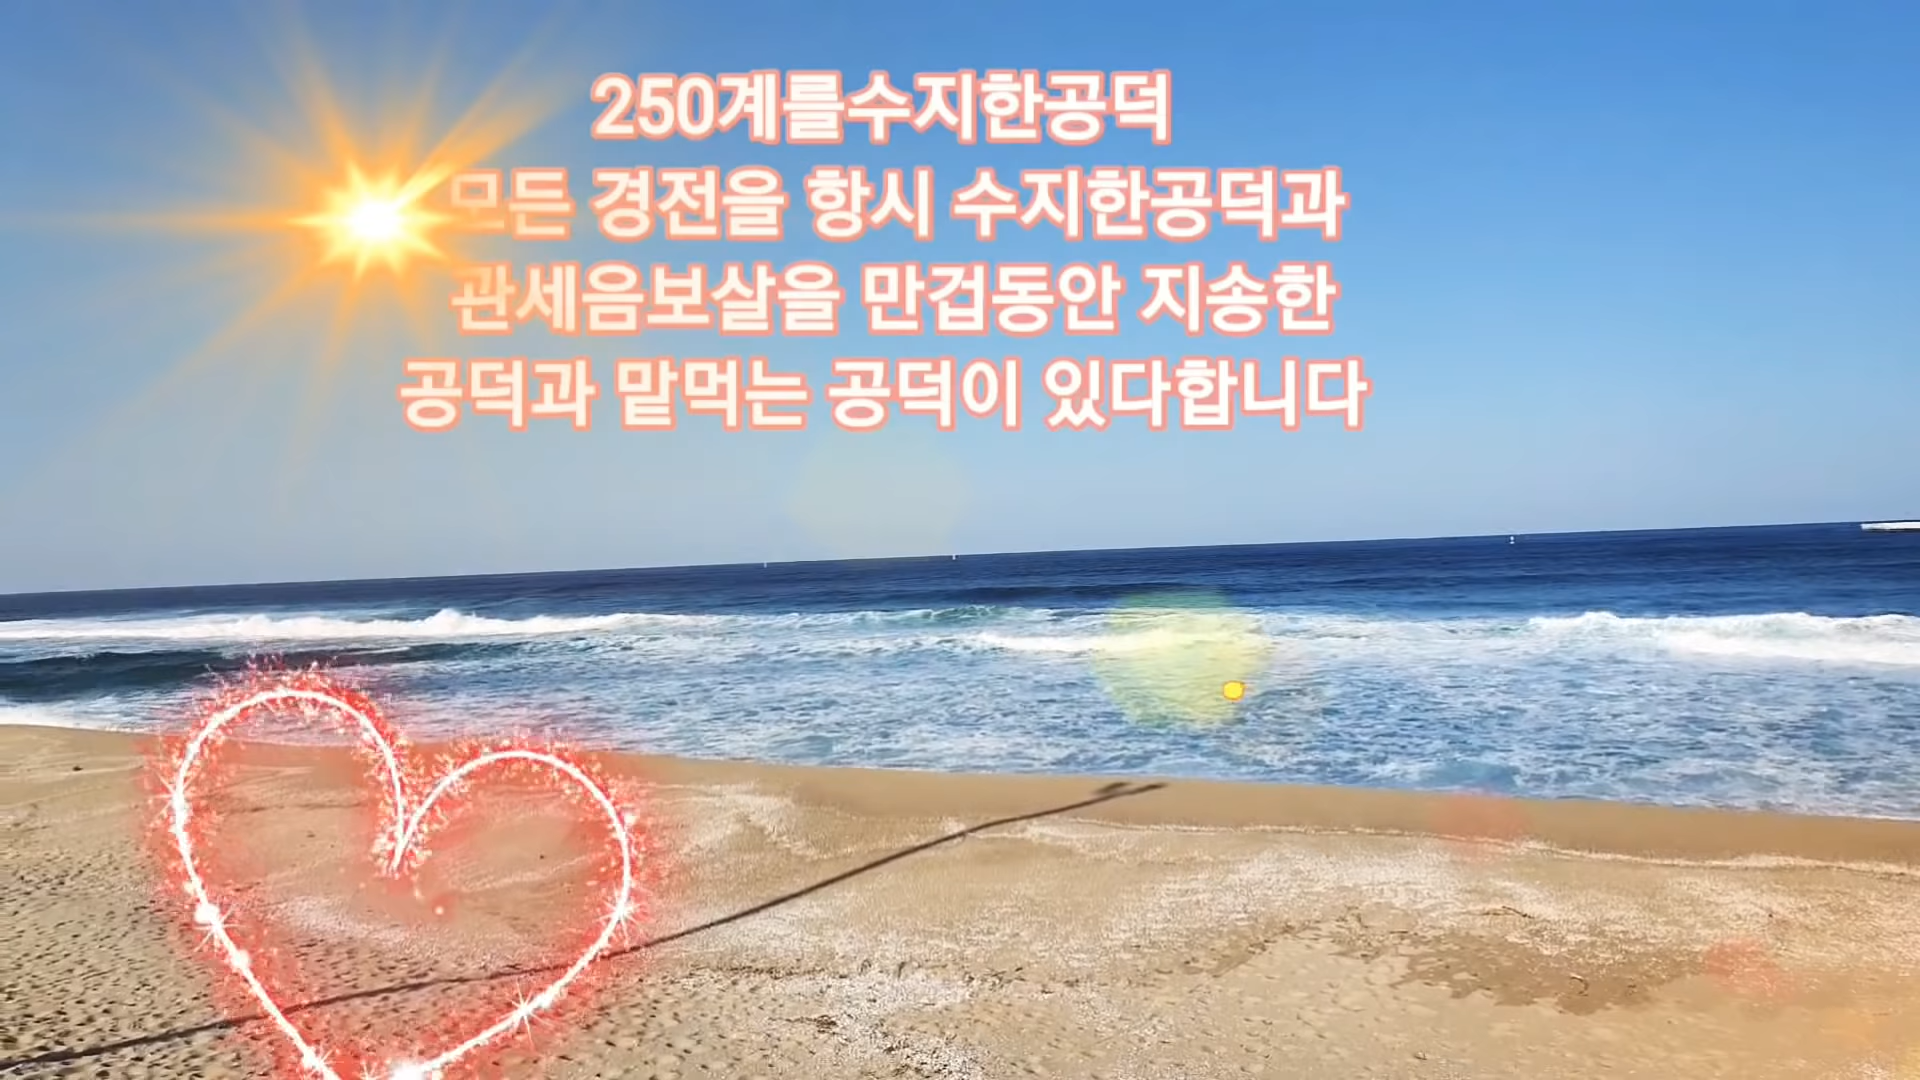 250계를수지한공덕
모든 경전을 항시 수지한공덕과
관세음보살을 만겁동안 지송한
공덕과 맡먹는 공덕이 있다합니다